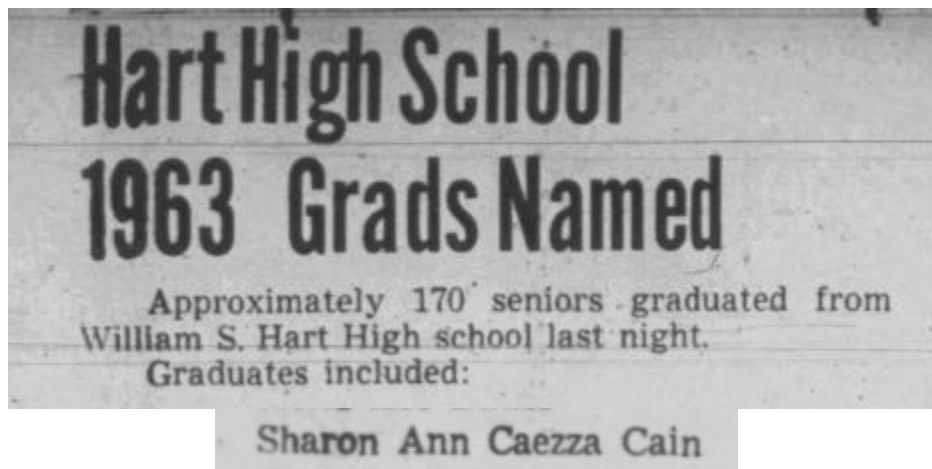 Hart High School
1963 Grads Named
Approximately 170 seniors graduated from
William S. Hart High school last night.
Graduates included:
Sharon Ann Caezza Cain